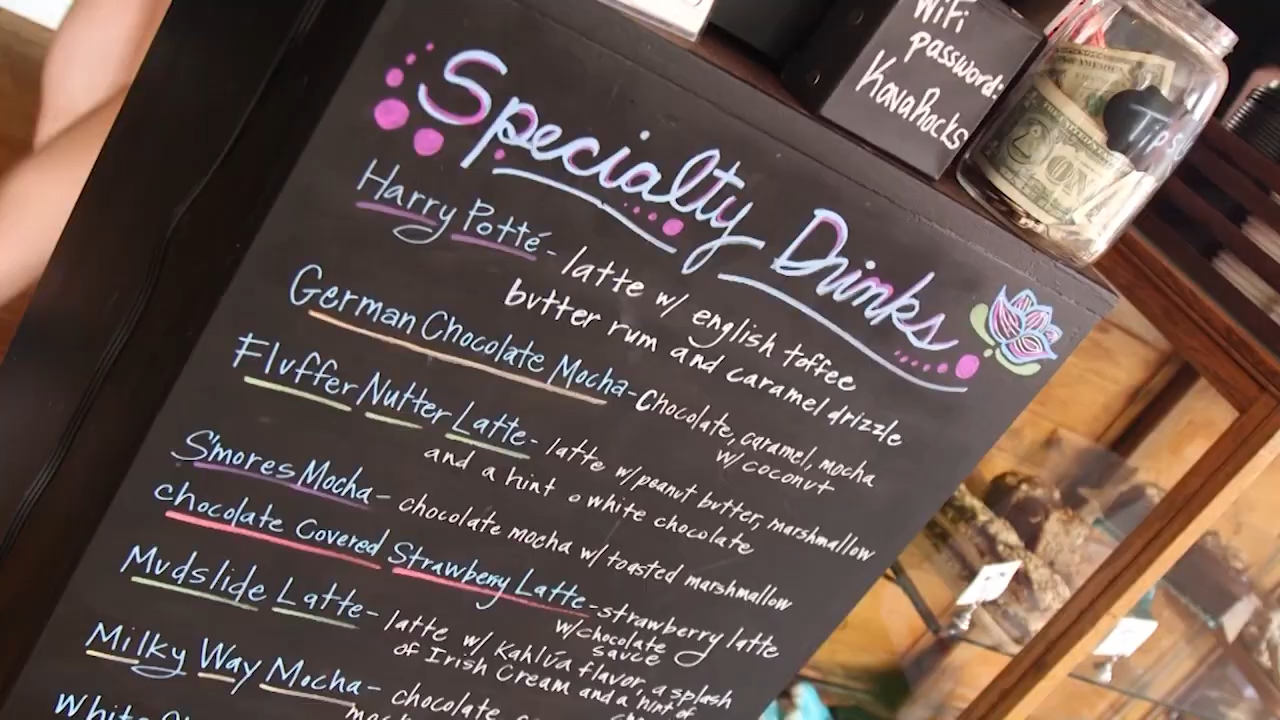 WiFi
password:
KavaRocks
Tips
Specialty Drinks
Harry Potté - latte w/ english toffee
butter rum and caramel drizzle
German Chocolate Mocha - Chocolate, caramel, mocha
w/ coconut
Fluffer Nutter Latte - latte w/ peanut butter, marshmallow
and a hint o white chocolate
S'mores Mocha - chocolate mocha w/ toasted marshmallow
chocolate Covered Strawberry Latte - strawberry latte
w/ chocolate
sauce
Mudslide Latte - latte w/ Kahlúa flavor, a splash
of Irish Cream and a hint of
Milky Way Mocha - chocolate
White